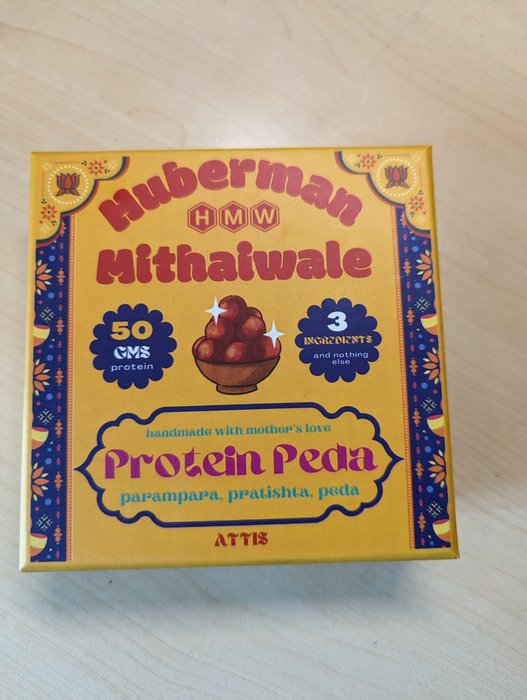 Huberman
HMW
Mithaiwale
50
GMS
protein
3
INGREDIENTS
and nothing
else
handmade with mother's love
Protein Peda
parampara, pratishta, peda
ATTIS